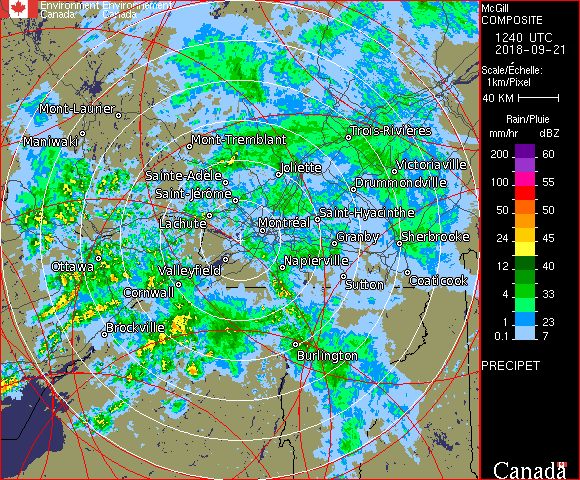 Environment Environnement
Canada Canada
McGill
COMPOSITE
1240 UTC
2018-09-21
Scale/Échelle:
1km/Pixel
40 KM
Rain/Pluie
mm/hr dBZ
200 60
100 55
50 50
24 45
12 40
4 33
1 23
0.1 7
PRECIPET
Canada
Mont-Laurier
Maniwaki
Mont-Tremblant
Trois-Rivières
Sainte-Adèle
Joliette
Victoriaville
Saint-Jérôme
Drummondville
Lachute
Montréal
Saint-Hyacinthe
Granby
Sherbrooke
Ottawa
Valleyfield
Napierville
Sutton
Coaticook
Cornwall
Brockville
Burlington